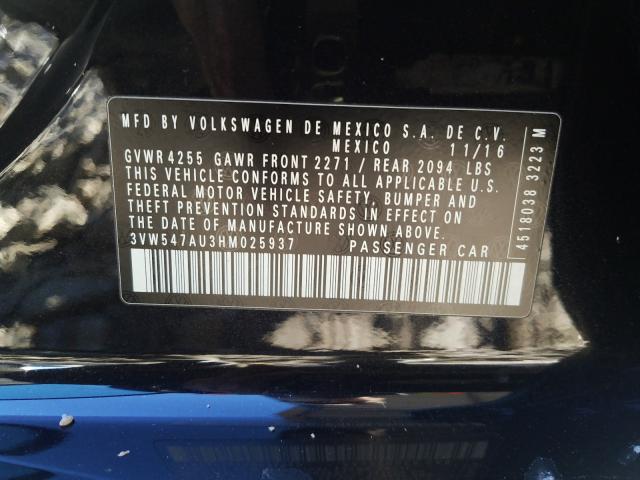 MFD BY VOLKSWAGEN DE MEXICO S.A. DE C.V.
MEXICO 11/16
GVWR 4255 GAWR FRONT 2271 / REAR 2094 LBS
THIS VEHICLE CONFORMS TO ALL APPLICABLE U.S.
FEDERAL MOTOR VEHICLE SAFETY, BUMPER AND
THEFT PREVENTION STANDARDS IN EFFECT ON
THE DATE OF MANUFACTURE SHOWN ABOVE.
3VW547AU3HM025937 PASSENGER CAR
4518038 3223 M